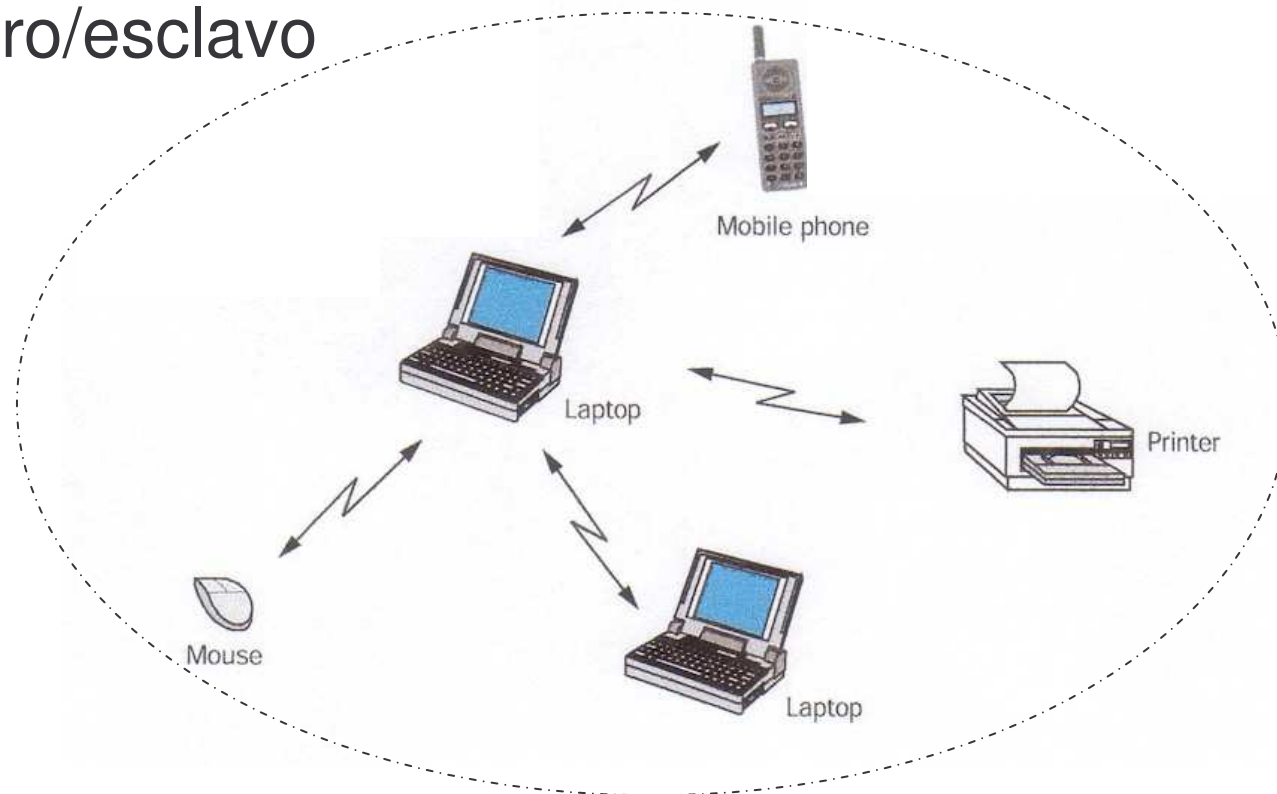 ro/esclavo
Mobile phone
Laptop
Printer
Mouse
Laptop